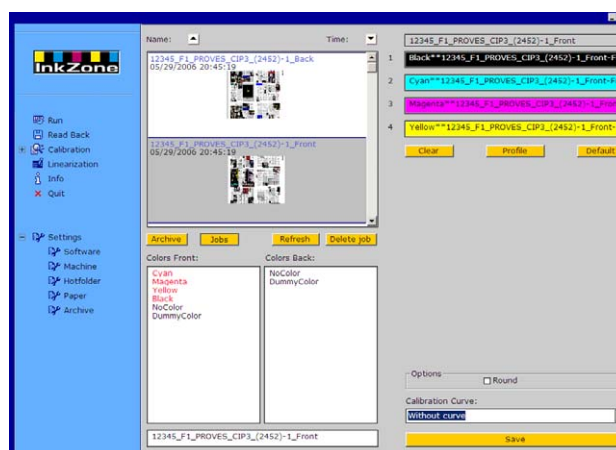 InkZone
Run
Read Back
Calibration
Linearization
Info
Quit
Settings
Software
Machine
Hotfolder
Paper
Archive
Name: Time:
12345_F1_PROVES_CIP3_(2452)-1_Back
05/29/2006 20:45:19
12345_F1_PROVES_CIP3_(2452)-1_Front
05/29/2006 20:45:19
Archive Jobs Refresh Delete job
Colors Front: Colors Back:
Cyan
Magenta
Yellow
Black
NoColor
DummyColor
NoColor
DummyColor
12345_F1_PROVES_CIP3_(2452)-1_Front
12345_F1_PROVES_CIP3_(2452)-1_Front
1 Black**12345_F1_PROVES_CIP3_(2452)-1_Front-F
2 Cyan**12345_F1_PROVES_CIP3_(2452)-1_Front-
3 Magenta**12345_F1_PROVES_CIP3_(2452)-1_Fron
4 Yellow**12345_F1_PROVES_CIP3_(2452)-1_Front-
Clear Profile Default
Options
Round
Calibration Curve:
Without curve
Save